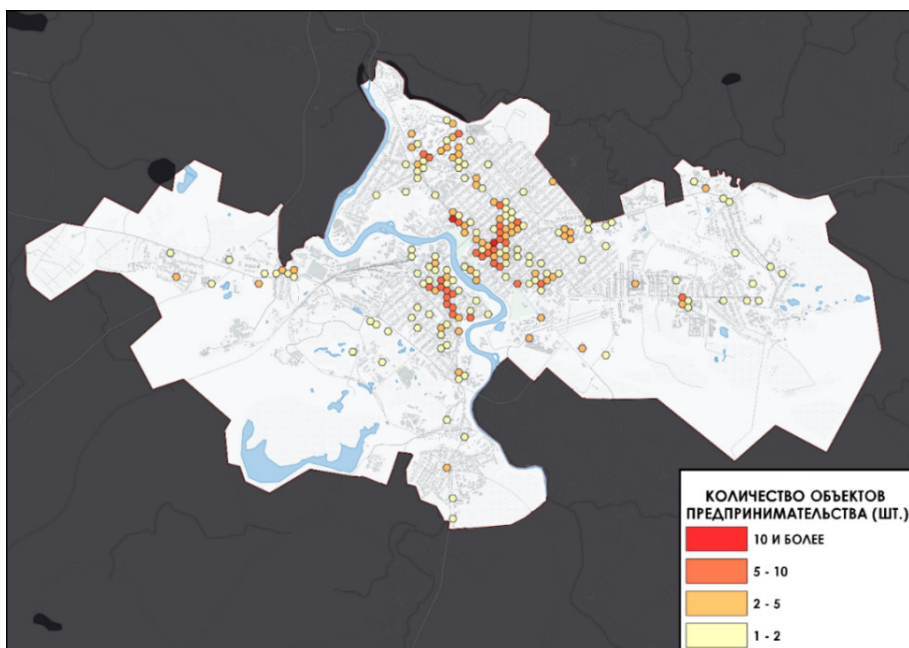 КОЛИЧЕСТВО ОБЪЕКТОВ
ПРЕДПРИНИМАТЕЛЬСТВА (ШТ.)
10 И БОЛЕЕ
5 - 10
2 - 5
1 - 2